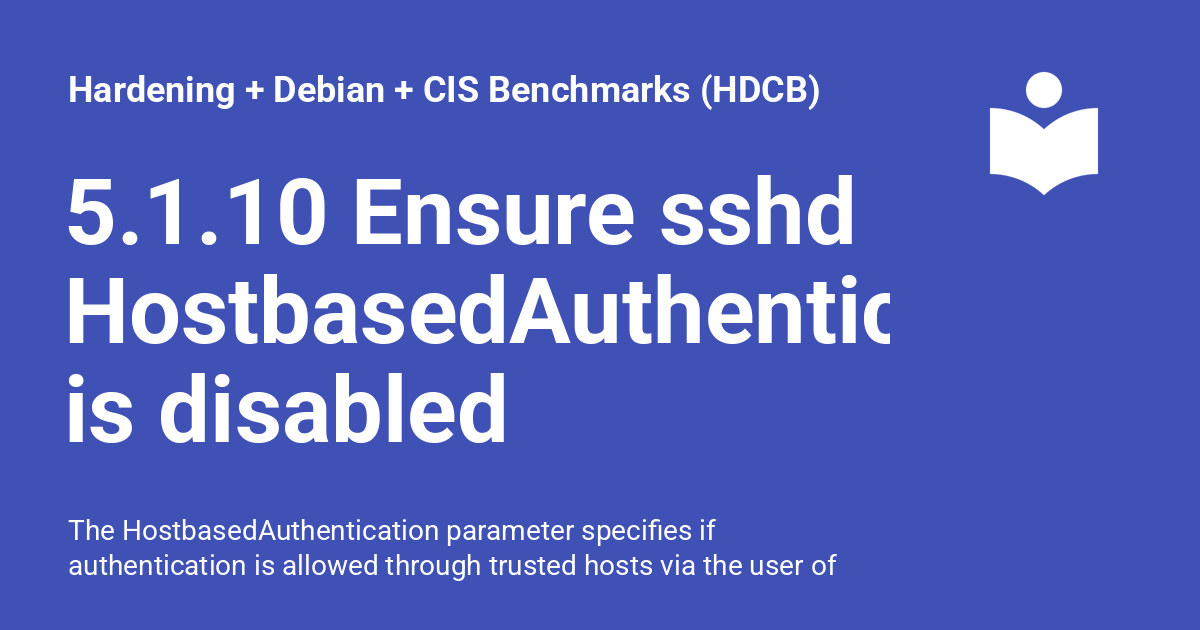 Hardening + Debian + CIS Benchmarks (HDCB)
5.1.10 Ensure sshd
HostbasedAuthentic
is disabled
The HostbasedAuthentication parameter specifies if
authentication is allowed through trusted hosts via the user of